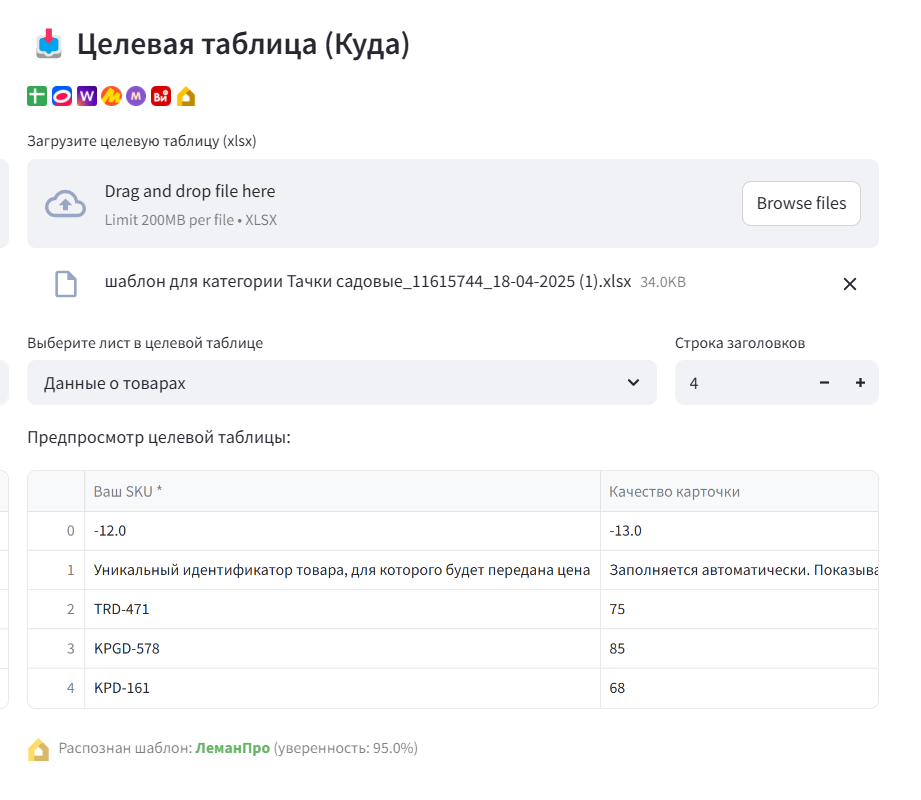 Целевая таблица (Куда)
W M ВИ
Загрузите целевую таблицу (xlsx)
Drag and drop file here
Limit 200MB per file • XLSX
Browse files
шаблон для категории Тачки садовые_11615744_18-04-2025 (1).xlsx 34.0KB
Выберите лист в целевой таблице
Строка заголовков
Данные о товарах
4
Предпросмотр целевой таблицы:
Ваш SKU * Качество карточки
0 -12.0 -13.0
1 Уникальный идентификатор товара, для которого будет передана цена Заполняется автоматически. Показыва
2 TRD-471 75
3 KPGD-578 85
4 KPD-161 68
Распознан шаблон: ЛеманПро (уверенность: 95.0%)